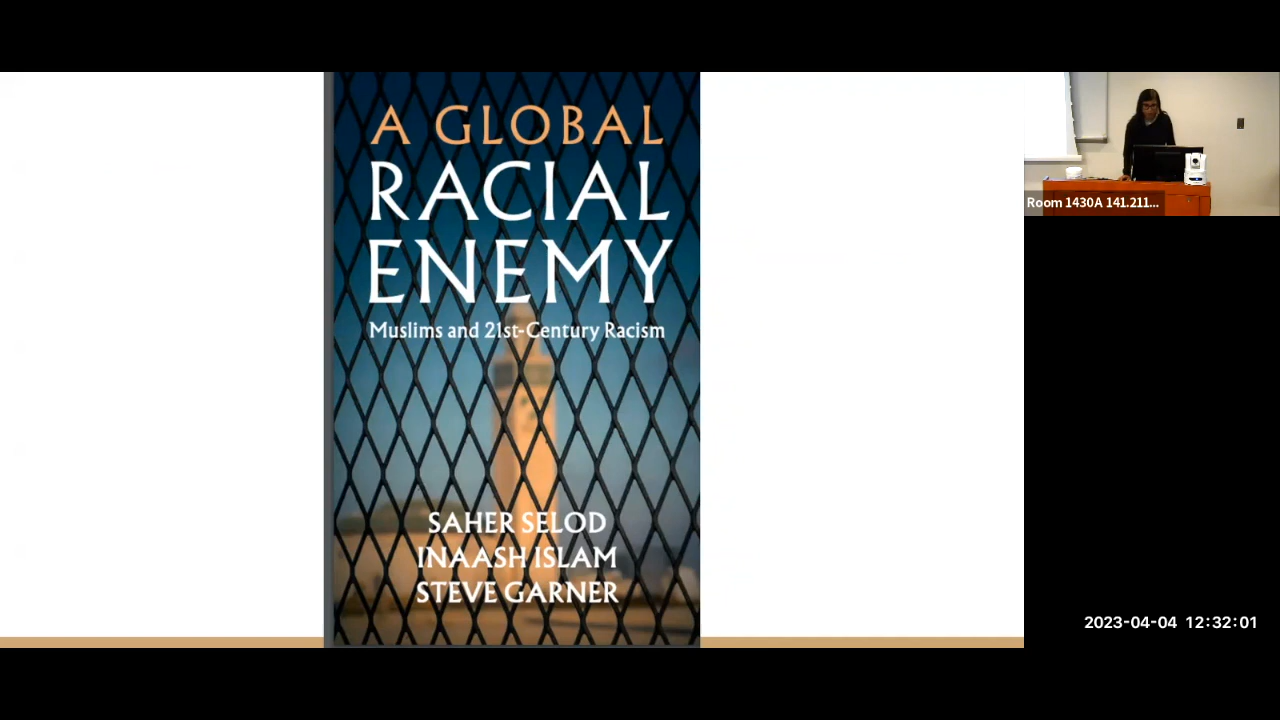 A GLOBAL
RACIAL
ENEMY
Muslims and 21st-Century Racism
SAHER SELOD
INAASH ISLAM
STEVE GARNER
Room 1430A 141.211...
2023-04-04 12:32:01